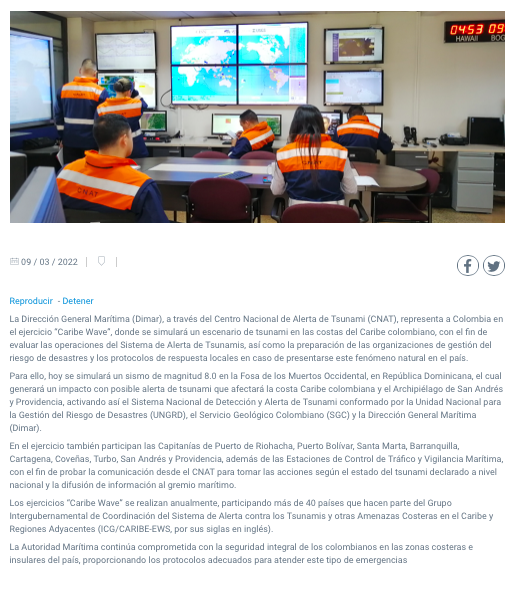 04:53 09
HAWAII BOG
CNAT
CNAT
09 / 03 / 2022
Reproducir - Detener
La Dirección General Marítima (Dimar), a través del Centro Nacional de Alerta de Tsunami (CNAT), representa a Colombia en
el ejercicio “Caribe Wave”, donde se simulará un escenario de tsunami en las costas del Caribe colombiano, con el fin de
evaluar las operaciones del Sistema de Alerta de Tsunamis, así como la preparación de las organizaciones de gestión del
riesgo de desastres y los protocolos de respuesta locales en caso de presentarse este fenómeno natural en el país.
Para ello, hoy se simulará un sismo de magnitud 8.0 en la Fosa de los Muertos Occidental, en República Dominicana, el cual
generará un impacto con posible alerta de tsunami que afectará la costa Caribe colombiana y el Archipiélago de San Andrés
y Providencia, activando así el Sistema Nacional de Detección y Alerta de Tsunami conformado por la Unidad Nacional para
la Gestión del Riesgo de Desastres (UNGRD), el Servicio Geológico Colombiano (SGC) y la Dirección General Marítima
(Dimar).
En el ejercicio también participan las Capitanías de Puerto de Riohacha, Puerto Bolívar, Santa Marta, Barranquilla,
Cartagena, Coveñas, Turbo, San Andrés y Providencia, además de las Estaciones de Control de Tráfico y Vigilancia Marítima,
con el fin de probar la comunicación desde el CNAT para tomar las acciones según el estado del tsunami declarado a nivel
nacional y la difusión de información al gremio marítimo.
Los ejercicios “Caribe Wave” se realizan anualmente, participando más de 40 países que hacen parte del Grupo
Intergubernamental de Coordinación del Sistema de Alerta contra los Tsunamis y otras Amenazas Costeras en el Caribe y
Regiones Adyacentes (ICG/CARIBE-EWS, por sus siglas en inglés).
La Autoridad Marítima continúa comprometida con la seguridad integral de los colombianos en las zonas costeras e
insulares del país, proporcionando los protocolos adecuados para atender este tipo de emergencias